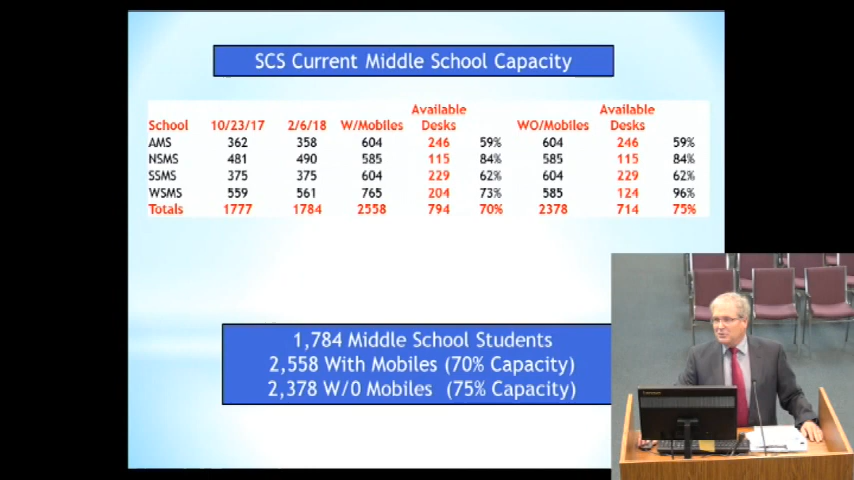 SCS Current Middle School Capacity
Available Available
School 10/23/17 2/6/18 W/Mobiles Desks WO/Mobiles Desks
AMS 362 358 604 246 59% 604 246 59%
NSMS 481 490 585 115 84% 585 115 84%
SSMS 375 375 604 229 62% 604 229 62%
WSMS 559 561 765 204 73% 585 124 96%
Totals 1777 1784 2558 794 70% 2378 714 75%
1,784 Middle School Students
2,558 With Mobiles (70% Capacity)
2,378 W/0 Mobiles (75% Capacity)